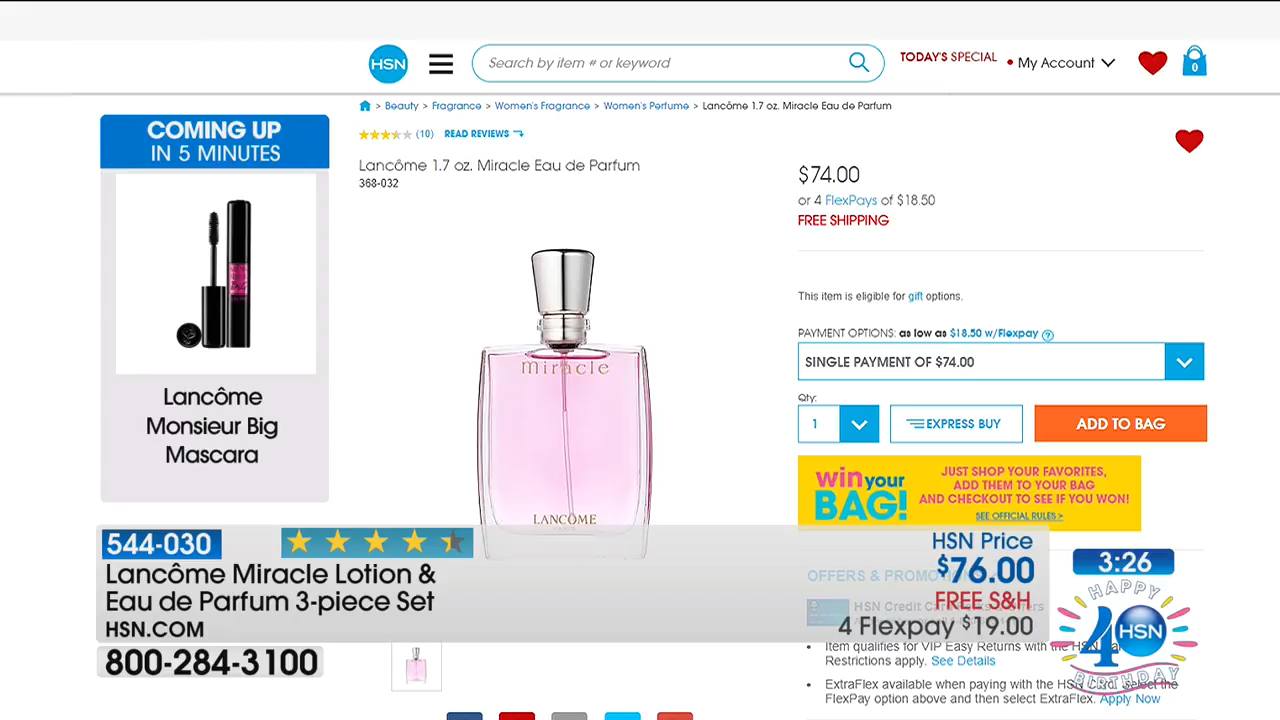 HSN
Search by item # or keyword
TODAY'S SPECIAL
• My Account
0
Beauty > Fragrance > Women's Fragrance > Women's Perfume > Lancôme 1.7 oz. Miracle Eau de Parfum
COMING UP
IN 5 MINUTES
Lancôme
Monsieur Big
Mascara
(10) READ REVIEWS
Lancôme 1.7 oz. Miracle Eau de Parfum
368-032
miracle
LANCOME
$74.00
or 4 FlexPays of $18.50
FREE SHIPPING
This item is eligible for gift options.
PAYMENT OPTIONS: as low as $18.50 w/Flexpay ?
SINGLE PAYMENT OF $74.00
Qty:
1
EXPRESS BUY
ADD TO BAG
win your
BAG!
JUST SHOP YOUR FAVORITES,
ADD THEM TO YOUR BAG
AND CHECKOUT TO SEE IF YOU WON!
SEE OFFICIAL RULES >
544-030
Lancôme Miracle Lotion &
Eau de Parfum 3-piece Set
HSN.COM
800-284-3100
HSN Price
$76.00
FREE S&H
4 Flexpay $19.00
3:26
HAPPY
40 HSN
BIRTHDAY
OFFERS &
HSN Credit
Item qualifies for VIP Easy Returns with the HSN
Restrictions apply. See Details
ExtraFlex available when paying with the HSN Card. Select the
FlexPay option above and then select ExtraFlex. Apply Now